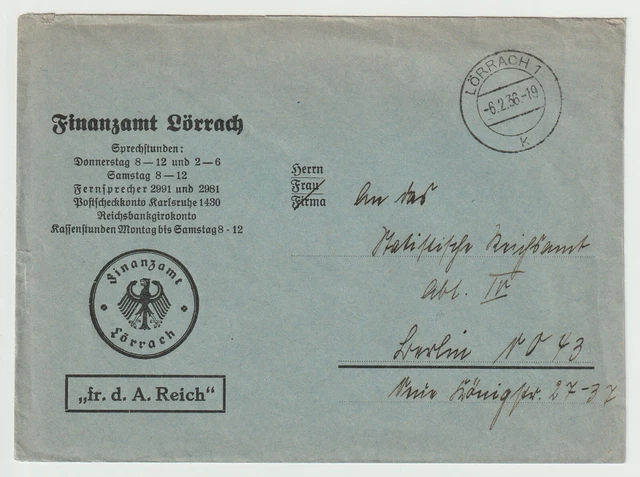 LÖRRACH 1
-6.2.36.-19
k
Finanzamt Lörrach
Sprechstunden:
Donnerstag 8—12 und 2—6
Samstag 8—12
Fernsprecher 2991 und 2981
Postscheckkonto Karlsruhe 1430
Reichsbankgirokonto
Kassenstunden Montog bis Samstag 8-12
Herrn
Frau
Firma
An das
Statistische Reichsamt
Abt. IV
Berlin NO 43
Neue Königstr. 27-37
Finanzamt
Lörrach
„fr. d. A. Reich“